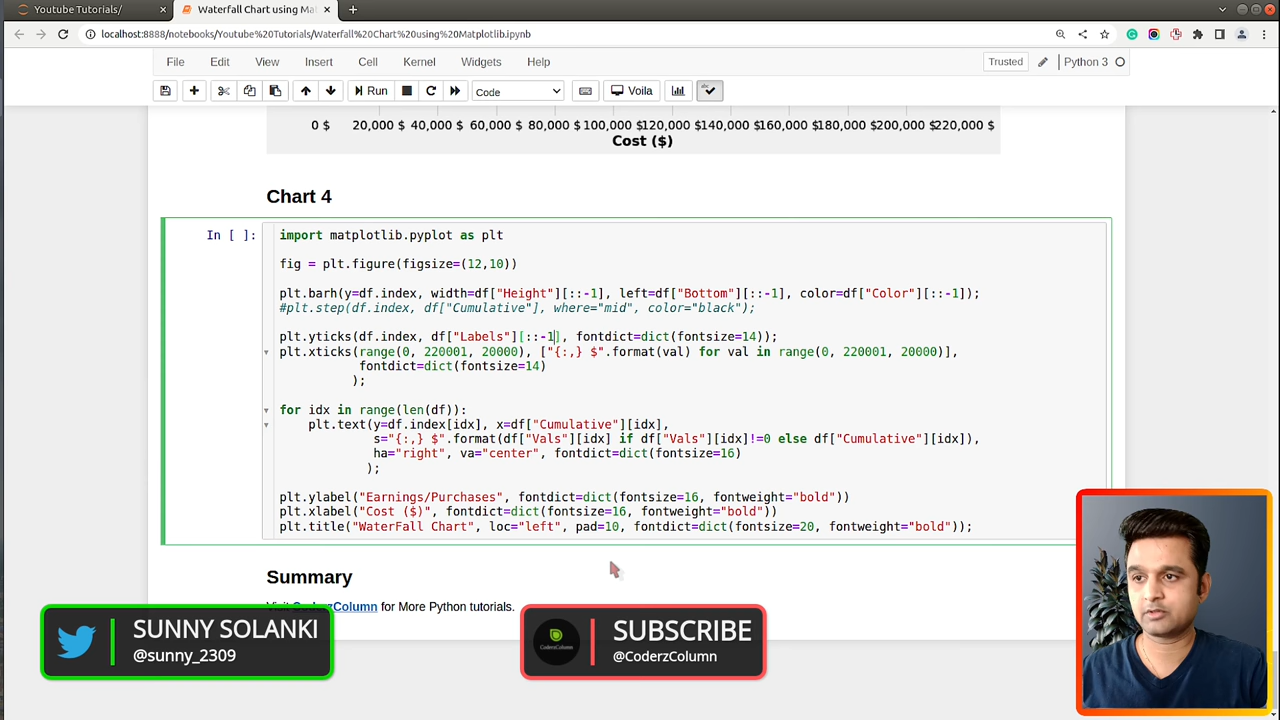 Youtube Tutorials/
Waterfall Chart using Mat
localhost:8888/notebooks/Youtube%20Tutorials/Waterfall%20Chart%20using%20Matplotlib.ipynb
File Edit View Insert Cell Kernel Widgets Help
Trusted
Python 3
Run
Code
Voila
0 $ 20,000 $ 40,000 $ 60,000 $ 80,000 $ 100,000 $ 120,000 $ 140,000 $ 160,000 $ 180,000 $ 200,000 $ 220,000 $
Cost ($)
Chart 4
In [ ]:
import matplotlib.pyplot as plt
fig = plt.figure(figsize=(12,10))
plt.barh(y=df.index, width=df["Height"][::-1], left=df["Bottom"][::-1], color=df["Color"][::-1]);
#plt.step(df.index, df["Cumulative"], where="mid", color="black");
plt.yticks(df.index, df["Labels"][::-1], fontdict=dict(fontsize=14));
plt.xticks(range(0, 220001, 20000), ["{:,} $".format(val) for val in range(0, 220001, 20000)],
fontdict=dict(fontsize=14)
);
for idx in range(len(df)):
plt.text(y=df.index[idx], x=df["Cumulative"][idx],
s="{:,} $".format(df["Vals"][idx] if df["Vals"][idx]!=0 else df["Cumulative"][idx]),
ha="right", va="center", fontdict=dict(fontsize=16)
);
plt.ylabel("Earnings/Purchases", fontdict=dict(fontsize=16, fontweight="bold"))
plt.xlabel("Cost ($)", fontdict=dict(fontsize=16, fontweight="bold"))
plt.title("WaterFall Chart", loc="left", pad=10, fontdict=dict(fontsize=20, fontweight="bold"));
Summary
Visit CoderzColumn for More Python tutorials.
SUNNY SOLANKI
@sunny_2309
CoderzColumn
SUBSCRIBE
@CoderzColumn